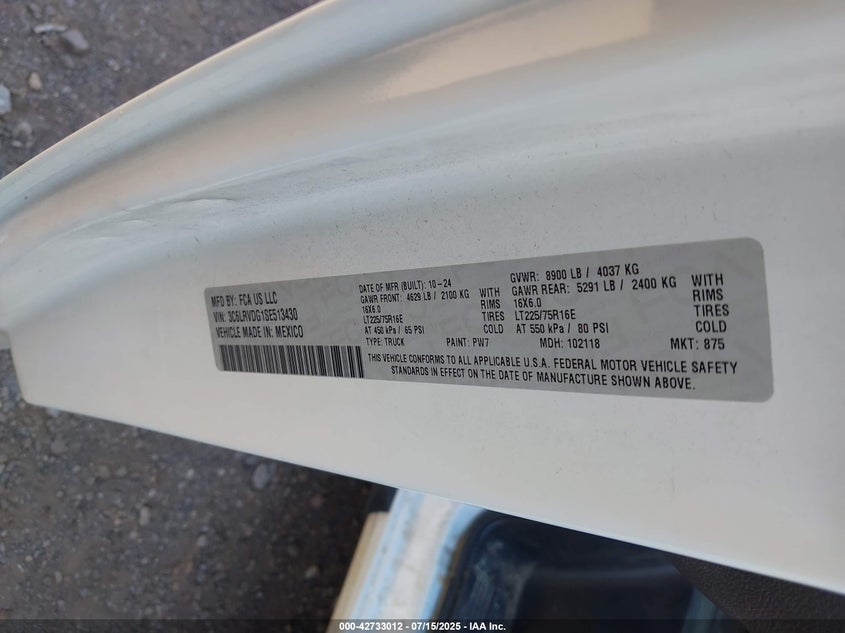 MFD BY: FCA US LLC
VIN: 3C6LRVDG1SE513430
VEHICLE MADE IN: MEXICO
DATE OF MFR (BUILT): 10-24
GVWR: 8900 LB / 4037 KG
GAWR FRONT: 4629 LB / 2100 KG
GAWR REAR: 5291 LB / 2400 KG WITH
16X6.0
16X6.0 RIMS
LT225/75R16E
LT225/75R16E TIRES
AT 450 kPa / 65 PSI
AT 550 kPa / 80 PSI COLD
TYPE: TRUCK PAINT: PW7 MDH: 102118 MKT: 875
THIS VEHICLE CONFORMS TO ALL APPLICABLE U.S.A. FEDERAL MOTOR VEHICLE SAFETY
STANDARDS IN EFFECT ON THE DATE OF MANUFACTURE SHOWN ABOVE.
000-42733012 - 07/15/2025 - IAA Inc.